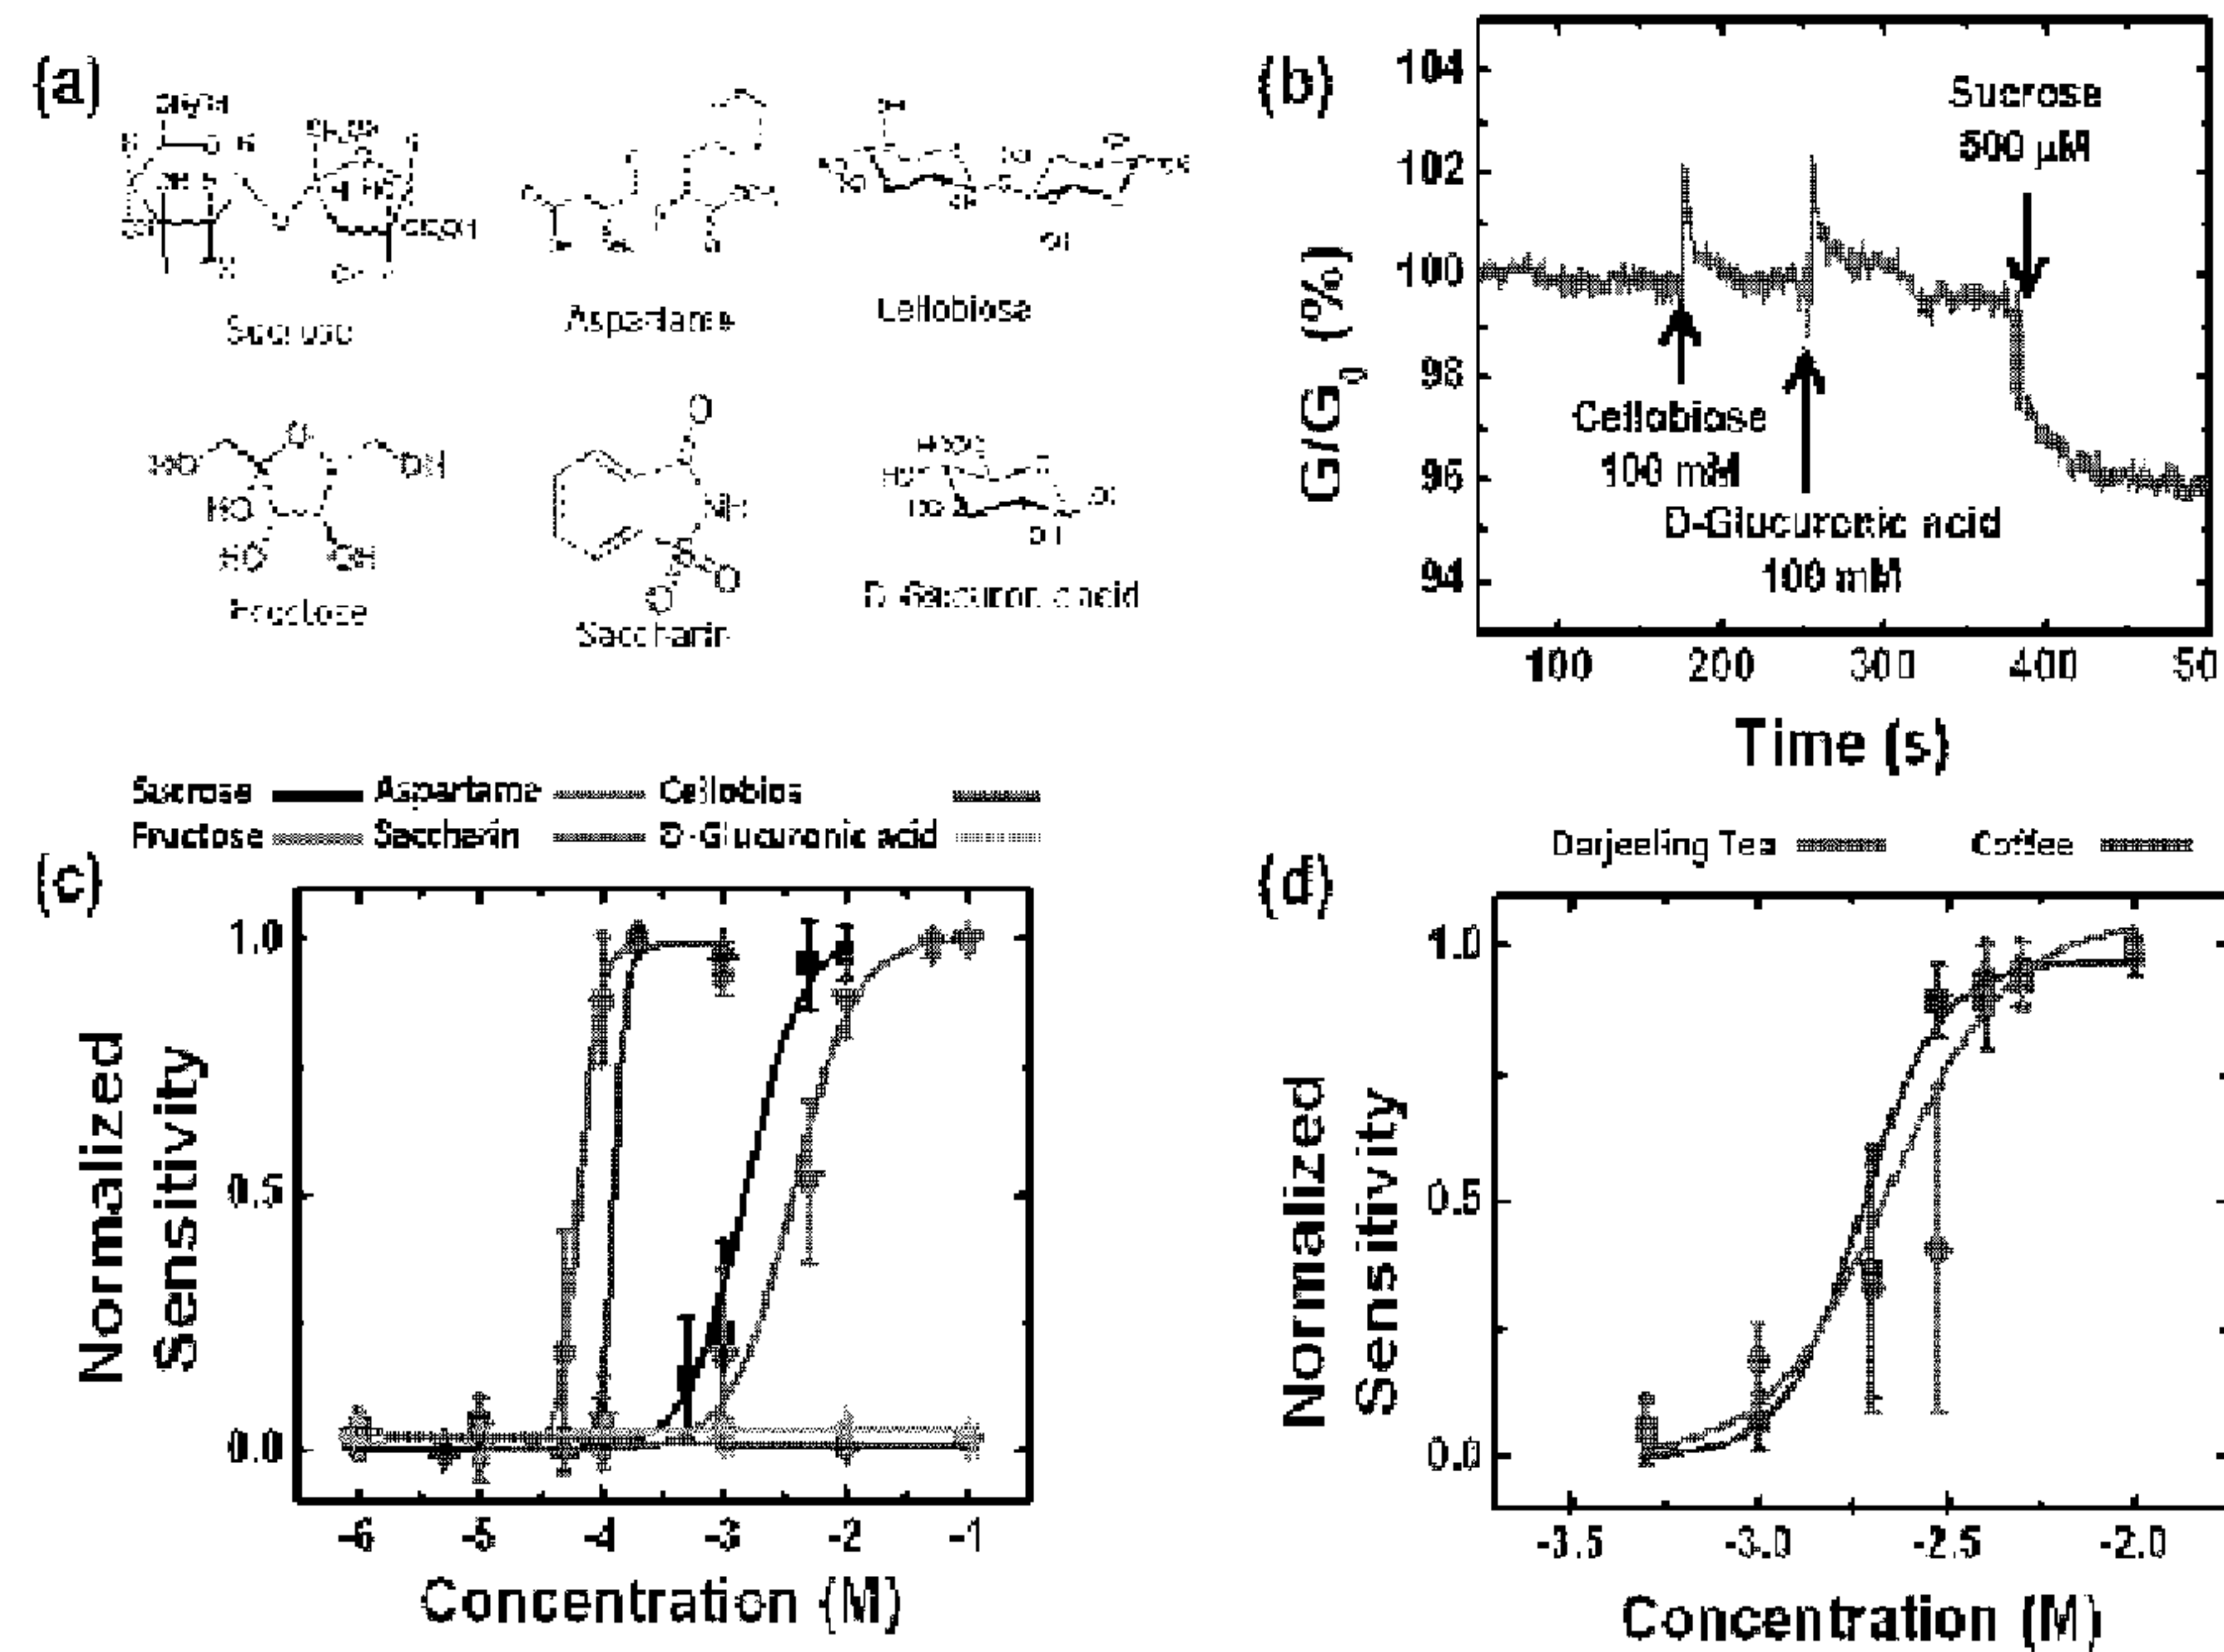 (a)
Sucrose
Aspartame
Cellobiose
Fructose
Saccharin
(b)
104
102
100
98
96
94
G/G0 (%)
Sucrose
500 µM
Cellobiose
100 mM
D-Glucuronic acid
100 mM
100 200 300 400 50
Time (s)
Sucrose Aspartame Cellobios
Fructose Saccharin D-Glucuronic acid
(c)
1.0
0.5
0.0
Normalized
Sensitivity
-6 -5 -4 -3 -2 -1
Concentration (M)
Darjeeling Tea Coffee
(d)
1.0
0.5
0.0
Normalized
Sensitivity
-3.5 -3.0 -2.5 -2.0
Concentration (M)